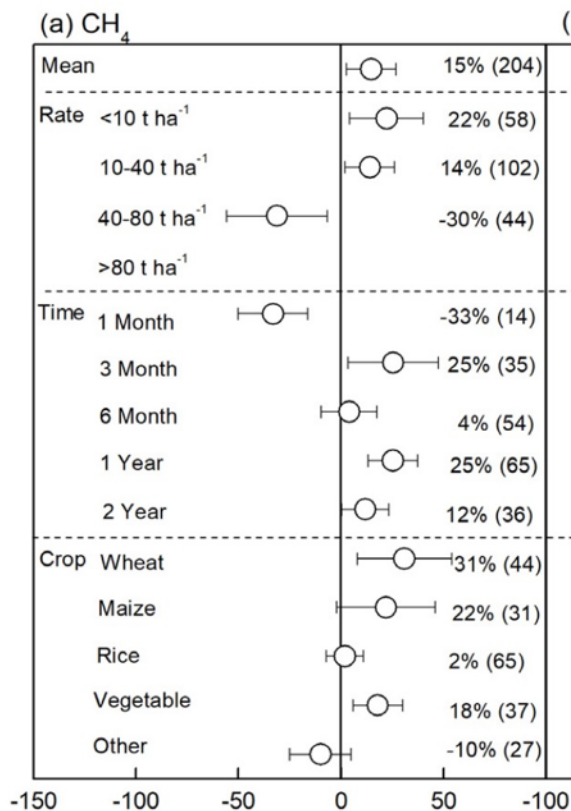 (a) CH4
(
Mean 15% (204)
Rate <10 t ha-1 22% (58)
10-40 t ha-1 14% (102)
40-80 t ha-1 -30% (44)
>80 t ha-1
Time 1 Month -33% (14)
3 Month 25% (35)
6 Month 4% (54)
1 Year 25% (65)
2 Year 12% (36)
Crop Wheat 31% (44)
Maize 22% (31)
Rice 2% (65)
Vegetable 18% (37)
Other -10% (27)
-150 -100 -50 0 50 100